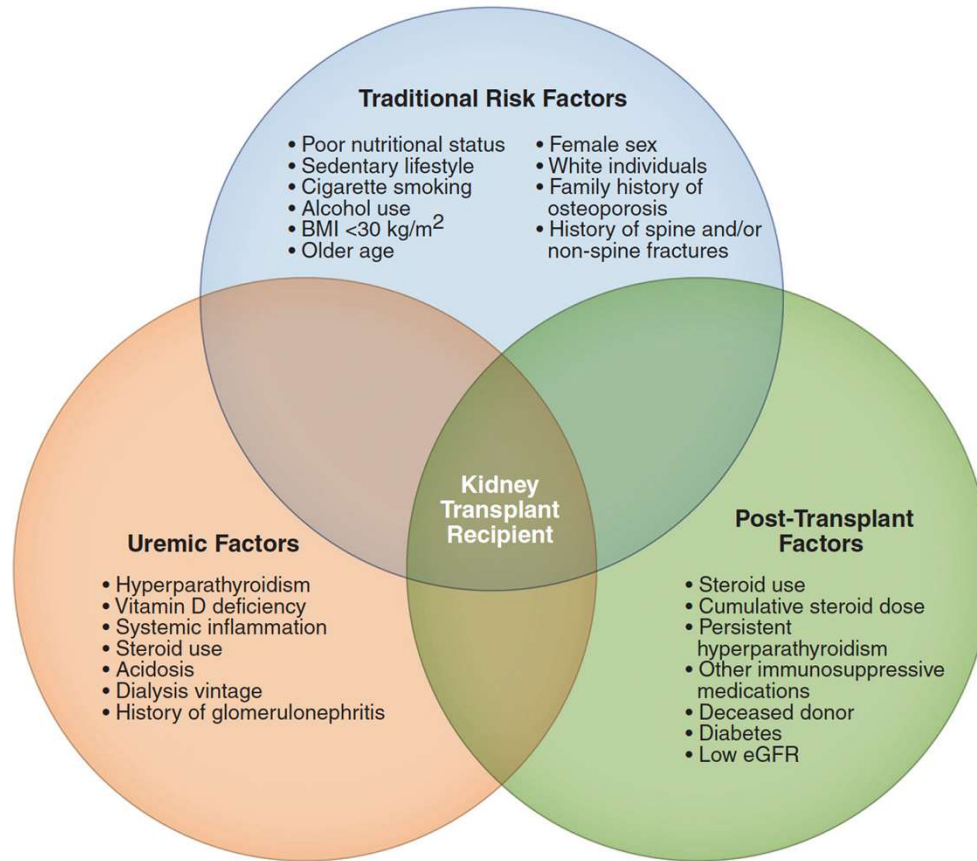 Traditional Risk Factors
• Poor nutritional status
• Sedentary lifestyle
• Cigarette smoking
• Alcohol use
• BMI <30 kg/m²
• Older age
• Female sex
• White individuals
• Family history of
osteoporosis
• History of spine and/or
non-spine fractures
Kidney
Transplant
Recipient
Uremic Factors
• Hyperparathyroidism
• Vitamin D deficiency
• Systemic inflammation
• Steroid use
• Acidosis
• Dialysis vintage
• History of glomerulonephritis
Post-Transplant
Factors
• Steroid use
• Cumulative steroid dose
• Persistent
hyperparathyroidism
• Other immunosuppressive
medications
• Deceased donor
• Diabetes
• Low eGFR